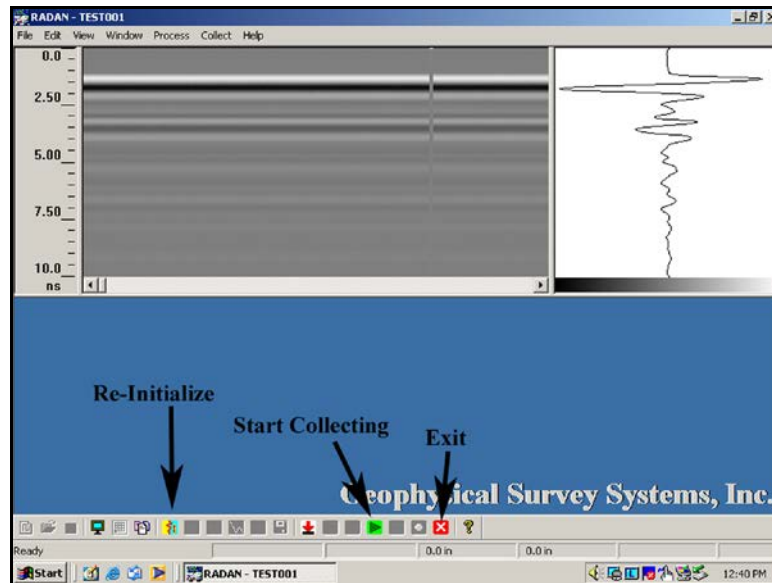 RADAN - TEST001
File Edit View Window Process Collect Help
0.0
2.50
5.00
7.50
10.0
ns
Re-Initialize
Start Collecting
Exit
Geophysical Survey Systems, Inc.
Ready 0.0 in 0.0 in
Start RADAN - TEST001 12:40 PM